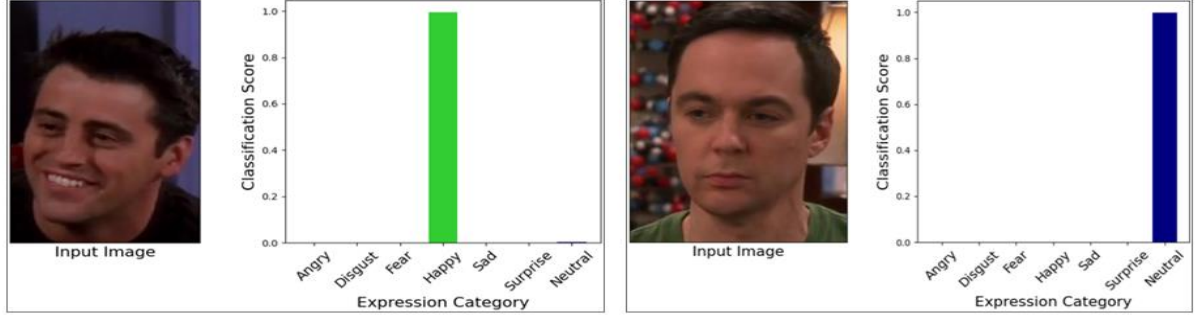 1.0
0.8
0.6
0.4
0.2
0.0
Classification Score
Angry
Disgust
Fear
Happy
Sad
Surprise
Neutral
Expression Category
Input Image
1.0
0.8
0.6
0.4
0.2
0.0
Classification Score
Angry
Disgust
Fear
Happy
Sad
Surprise
Neutral
Expression Category
Input Image